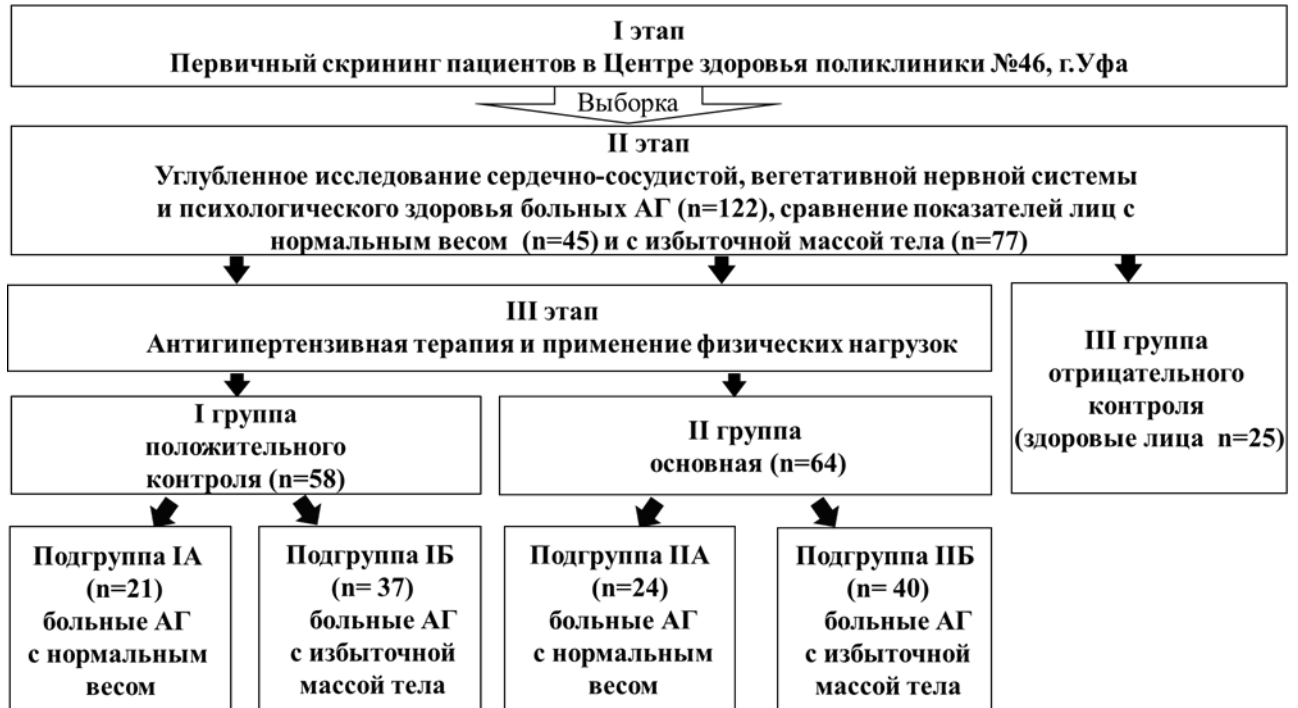 I этап
Первичный скрининг пациентов в Центре здоровья поликлиники №46, г.Уфа
Выборка
II этап
Углубленное исследование сердечно-сосудистой, вегетативной нервной системы
и психологического здоровья больных АГ (n=122), сравнение показателей лиц с
нормальным весом (n=45) и с избыточной массой тела (n=77)
III этап
Антигипертензивная терапия и применение физических нагрузок
III группа
отрицательного
контроля
(здоровые лица n=25)
I группа
положительного
контроля (n=58)
II группа
основная (n=64)
Подгруппа IА
(n=21)
больные АГ
с нормальным
весом
Подгруппа IБ
(n= 37)
больные АГ
с избыточной
массой тела
Подгруппа IIА
(n=24)
больные АГ
с нормальным
весом
Подгруппа IIБ
(n= 40)
больные АГ
с избыточной
массой тела